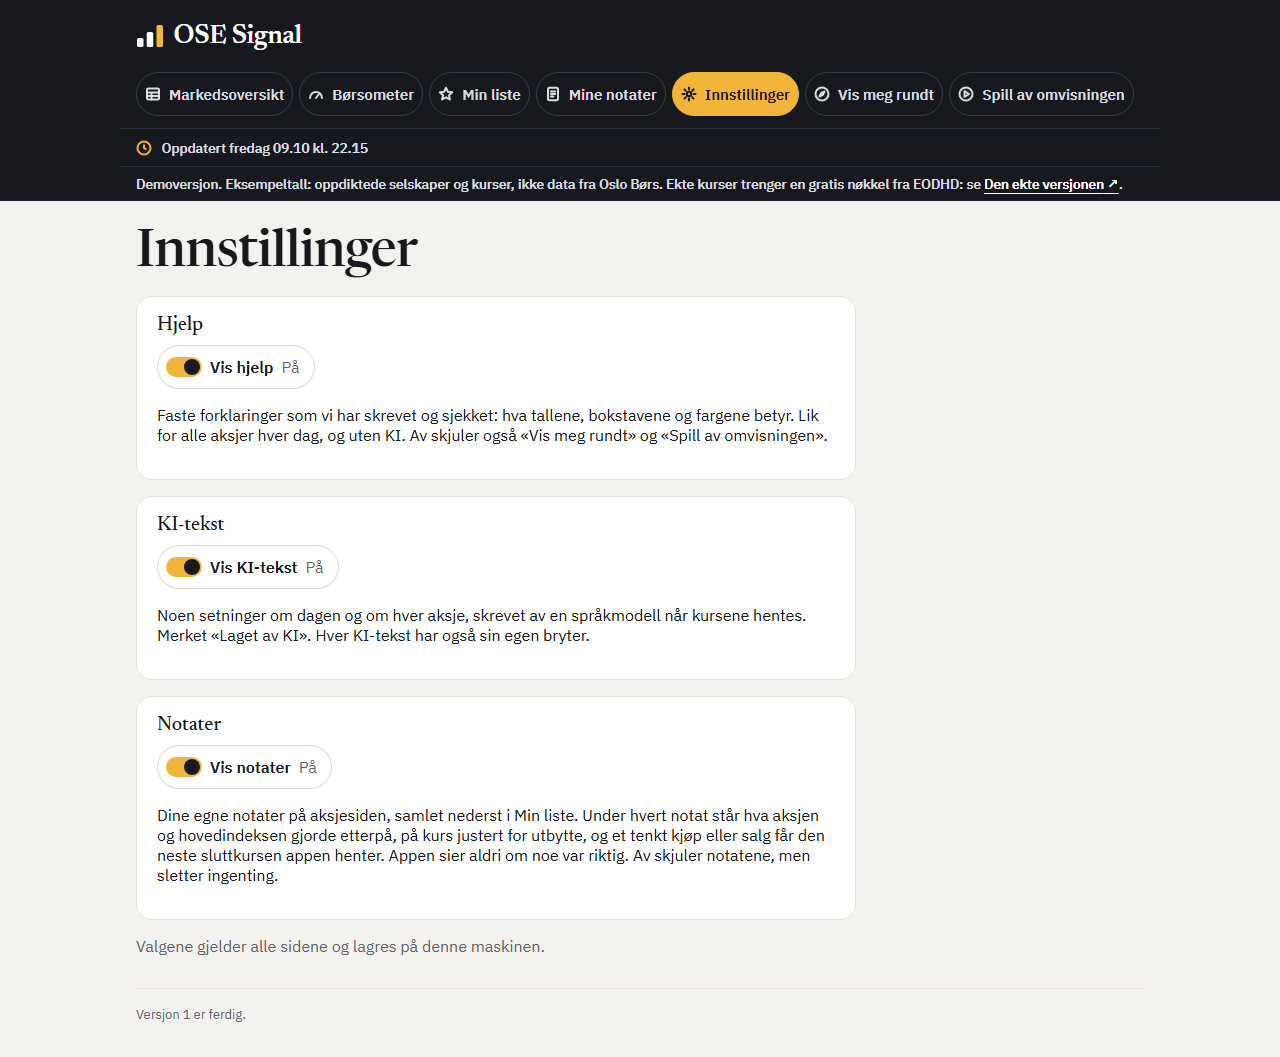 OSE Signal
Markedsoversikt Børsometer Min liste Mine notater Innstillinger Vis meg rundt Spill av omvisningen
Oppdatert fredag 09.10 kl. 22.15
Demoversjon. Eksempeltall: oppdiktede selskaper og kurser, ikke data fra Oslo Børs. Ekte kurser trenger en gratis nøkkel fra EODHD: se Den ekte versjonen ↗.
Innstillinger
Hjelp
Vis hjelp På
Faste forklaringer som vi har skrevet og sjekket: hva tallene, bokstavene og fargene betyr. Lik
for alle aksjer hver dag, og uten KI. Av skjuler også «Vis meg rundt» og «Spill av omvisningen».
KI-tekst
Vis KI-tekst På
Noen setninger om dagen og om hver aksje, skrevet av en språkmodell når kursene hentes.
Merket «Laget av KI». Hver KI-tekst har også sin egen bryter.
Notater
Vis notater På
Dine egne notater på aksjesiden, samlet nederst i Min liste. Under hvert notat står hva aksjen
og hovedindeksen gjorde etterpå, på kurs justert for utbytte, og et tenkt kjøp eller salg får den
neste sluttkursen appen henter. Appen sier aldri om noe var riktig. Av skjuler notatene, men
sletter ingenting.
Valgene gjelder alle sidene og lagres på denne maskinen.
Versjon 1 er ferdig.